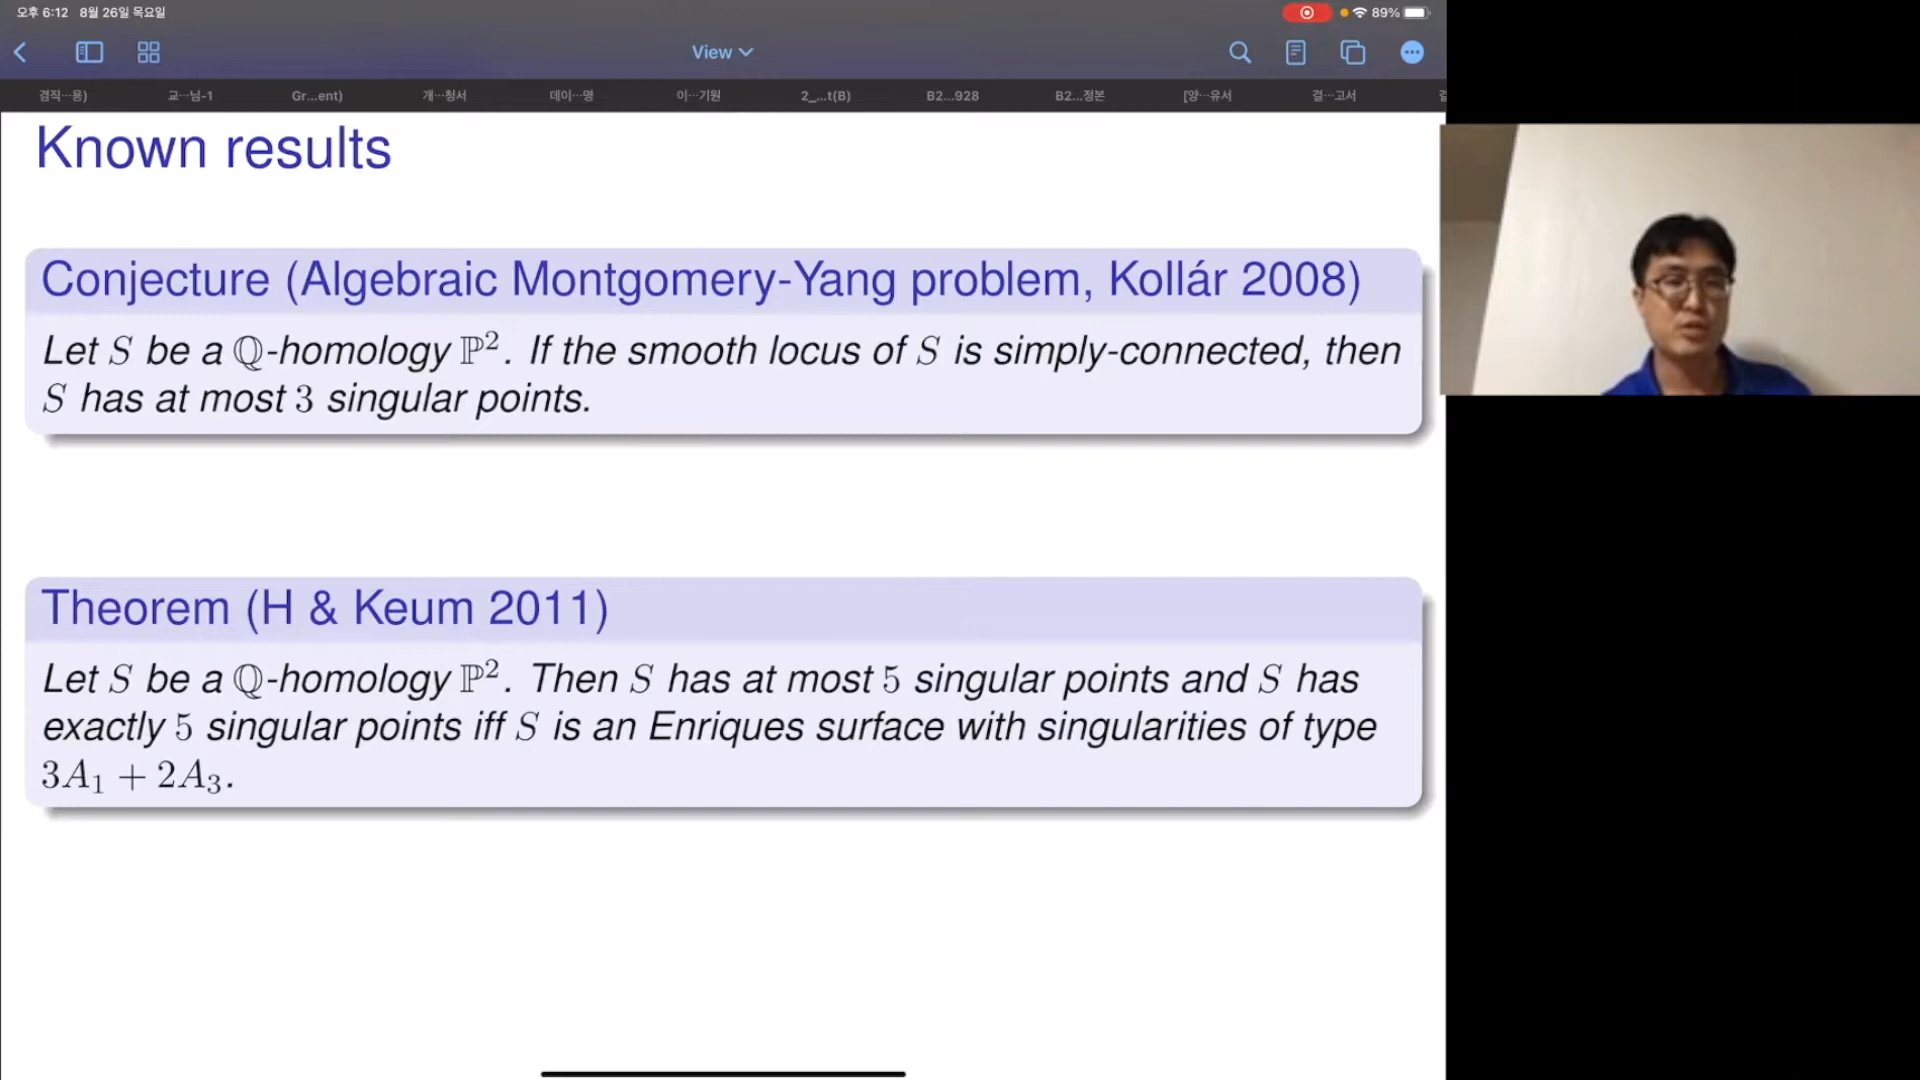 오후 6:12 8월 26일 목요일
89%
View
겸직···용)
교···님-1
Gr...ent)
개···청서
데이···명
이···기원
2_...t(B)
B2...928
B2...정본
[양···유서
결···고서
Known results
Conjecture (Algebraic Montgomery-Yang problem, Kollár 2008)
Let S be a ℚ-homology ℙ². If the smooth locus of S is simply-connected, then
S has at most 3 singular points.
Theorem (H & Keum 2011)
Let S be a ℚ-homology ℙ². Then S has at most 5 singular points and S has
exactly 5 singular points iff S is an Enriques surface with singularities of type
3A₁ + 2A₃.